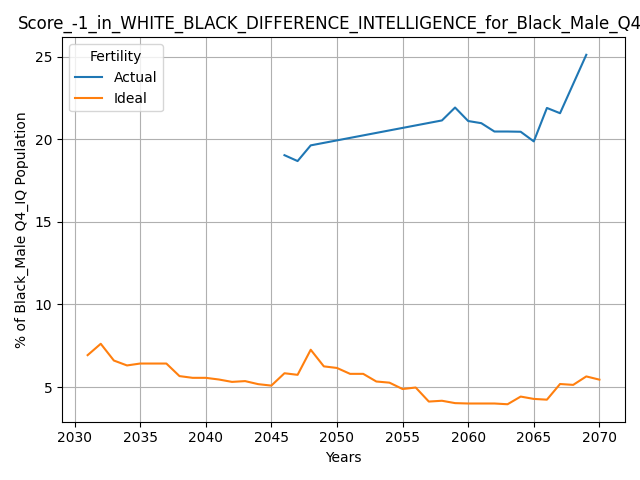 Score_-1_in_WHITE_BLACK_DIFFERENCE_INTELLIGENCE_for_Black_Male_Q4
Fertility
Actual
Ideal
% of Black_Male Q4_IQ Population
25
20
15
10
5
2030 2035 2040 2045 2050 2055 2060 2065 2070
Years